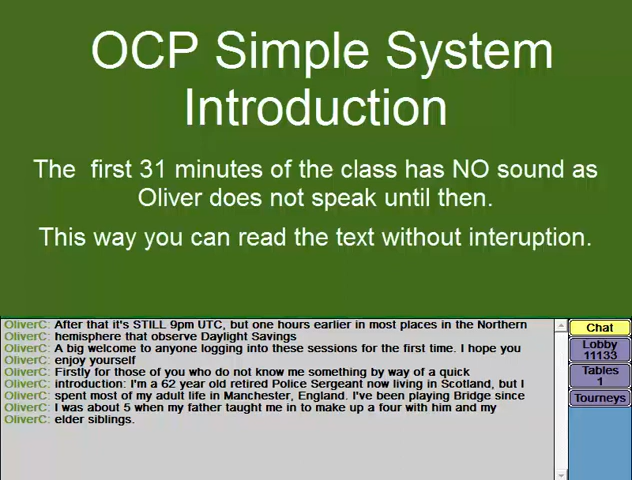 OCP Simple System
Introduction
The first 31 minutes of the class has NO sound as
Oliver does not speak until then.
This way you can read the text without interuption.
OliverC: After that it's STILL 9pm UTC, but one hours earlier in most places in the Northern
OliverC: hemisphere that observe Daylight Savings
OliverC: A big welcome to anyone logging into these sessions for the first time. I hope you
OliverC: enjoy yourself
OliverC: Firstly for those of you who do not know me something by way of a quick
OliverC: introduction: I'm a 62 year old retired Police Sergeant now living in Scotland, but I
OliverC: spent most of my adult life in Manchester, England. I've been playing Bridge since
OliverC: I was about 5 when my father taught me in to make up a four with him and my
OliverC: elder siblings.
Chat
Lobby
11133
Tables
1
Tourneys